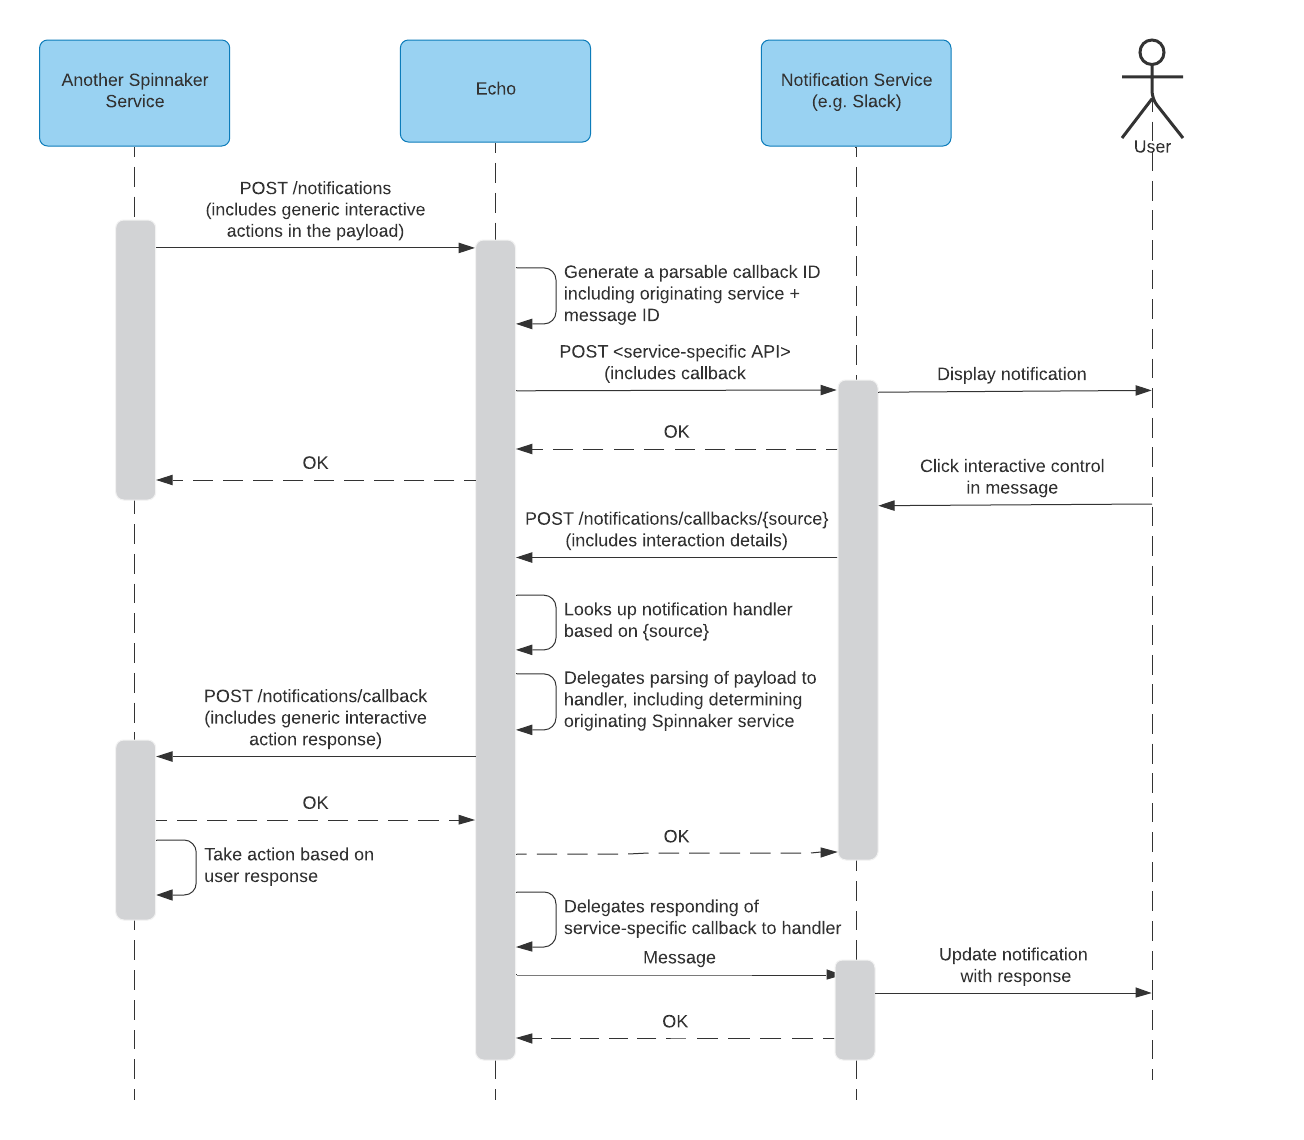 Another Spinnaker
Service
Echo
Notification Service
(e.g. Slack)
User
POST /notifications
(includes generic interactive
actions in the payload)
Generate a parsable callback ID
including originating service +
message ID
POST <service-specific API>
(includes callback
Display notification
OK
OK
Click interactive control
in message
POST /notifications/callbacks/{source}
(includes interaction details)
Looks up notification handler
based on {source}
Delegates parsing of payload to
handler, including determining
originating Spinnaker service
POST /notifications/callback
(includes generic interactive
action response)
OK
OK
Take action based on
user response
Delegates responding of
service-specific callback to handler
Message
Update notification
with response
OK